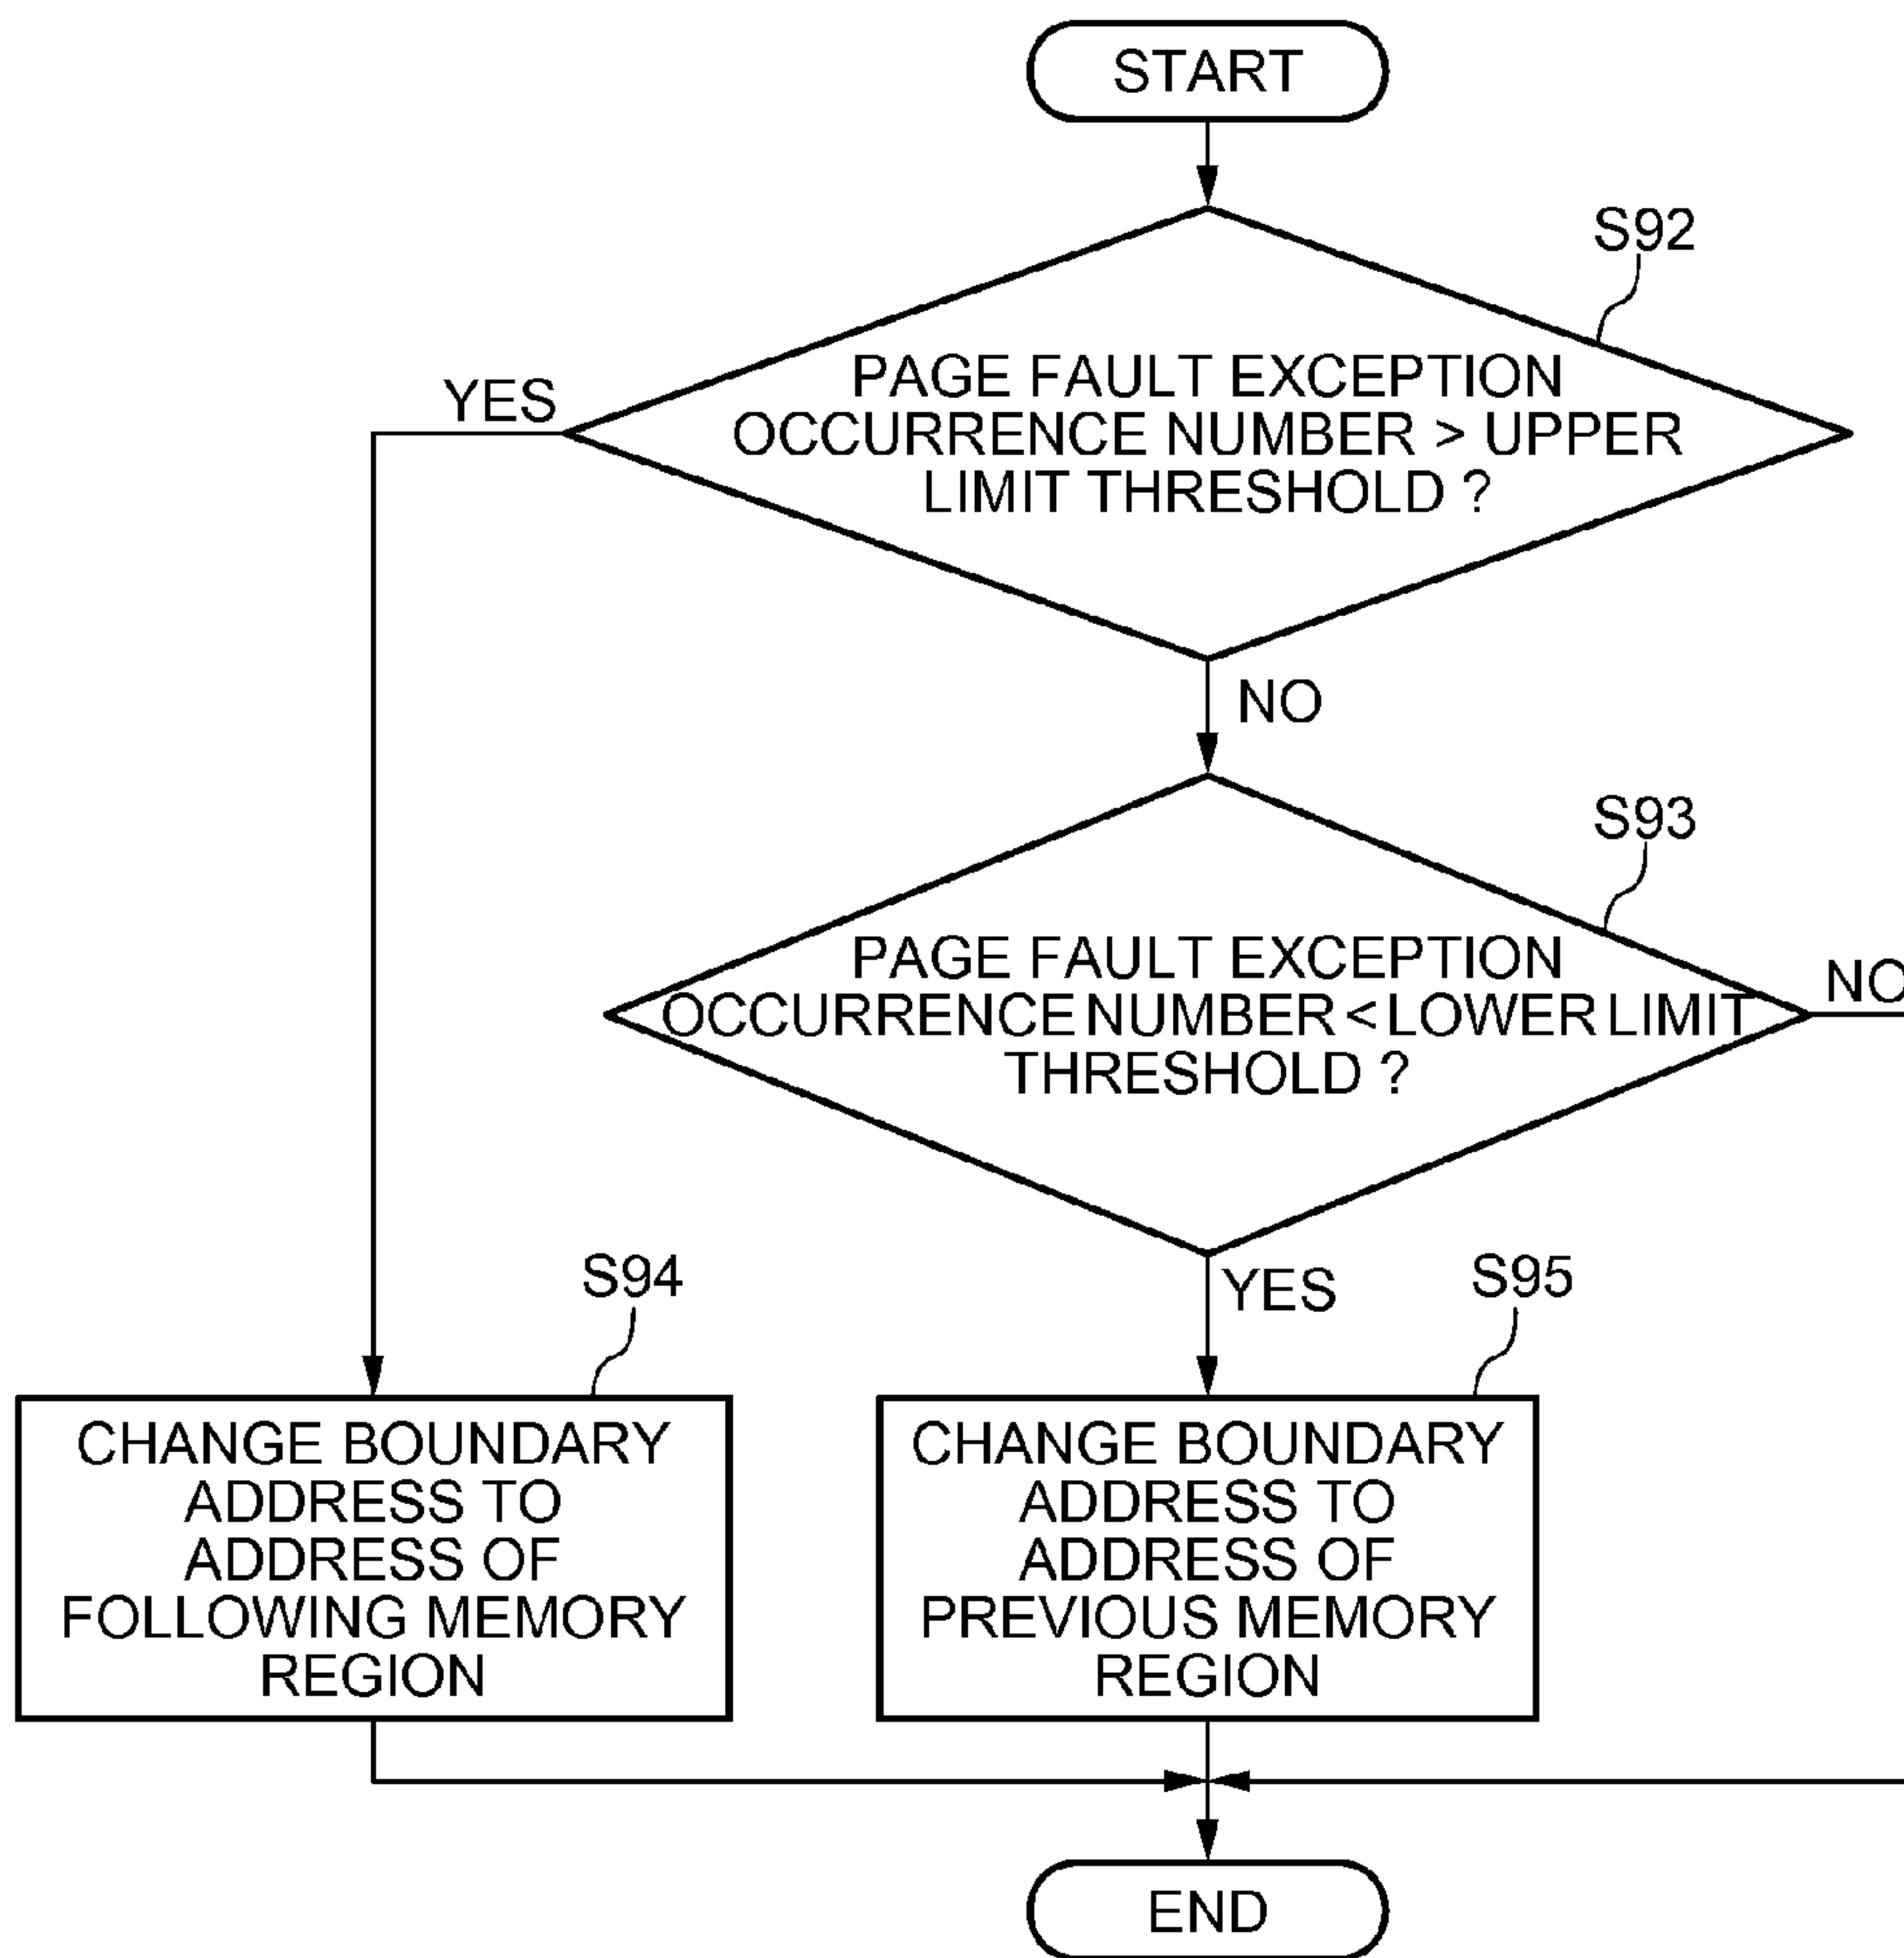 START
S92
PAGE FAULT EXCEPTION
OCCURRENCE NUMBER > UPPER
LIMIT THRESHOLD ?
YES
NO
S93
PAGE FAULT EXCEPTION
OCCURRENCE NUMBER < LOWER LIMIT
THRESHOLD ?
NO
YES
S94
S95
CHANGE BOUNDARY
ADDRESS TO
ADDRESS OF
FOLLOWING MEMORY
REGION
CHANGE BOUNDARY
ADDRESS TO
ADDRESS OF
PREVIOUS MEMORY
REGION
END